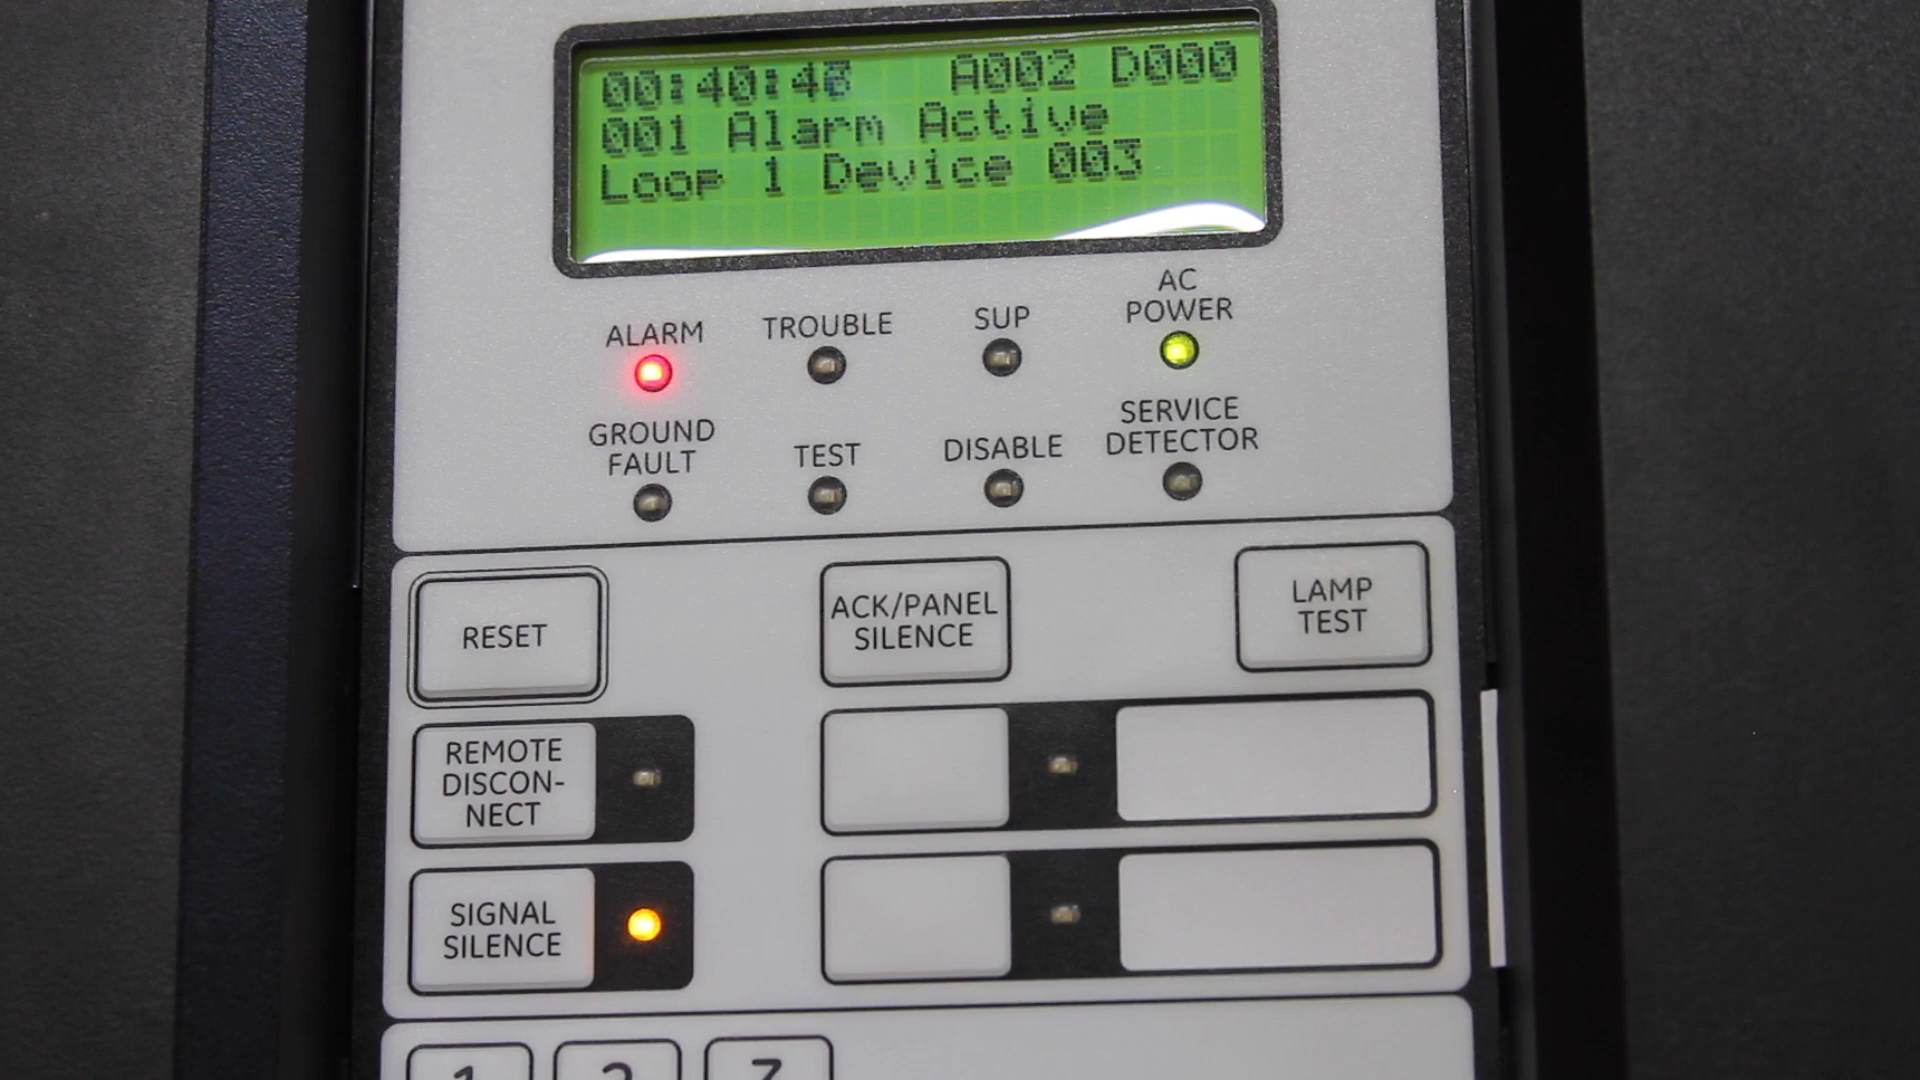 00:40:48 A002 D000
001 Alarm Active
Loop 1 Device 003
ALARM
TROUBLE
SUP
AC
POWER
GROUND
FAULT
TEST
DISABLE
SERVICE
DETECTOR
RESET
ACK/PANEL
SILENCE
LAMP
TEST
REMOTE
DISCON-
NECT
SIGNAL
SILENCE
1 2 3